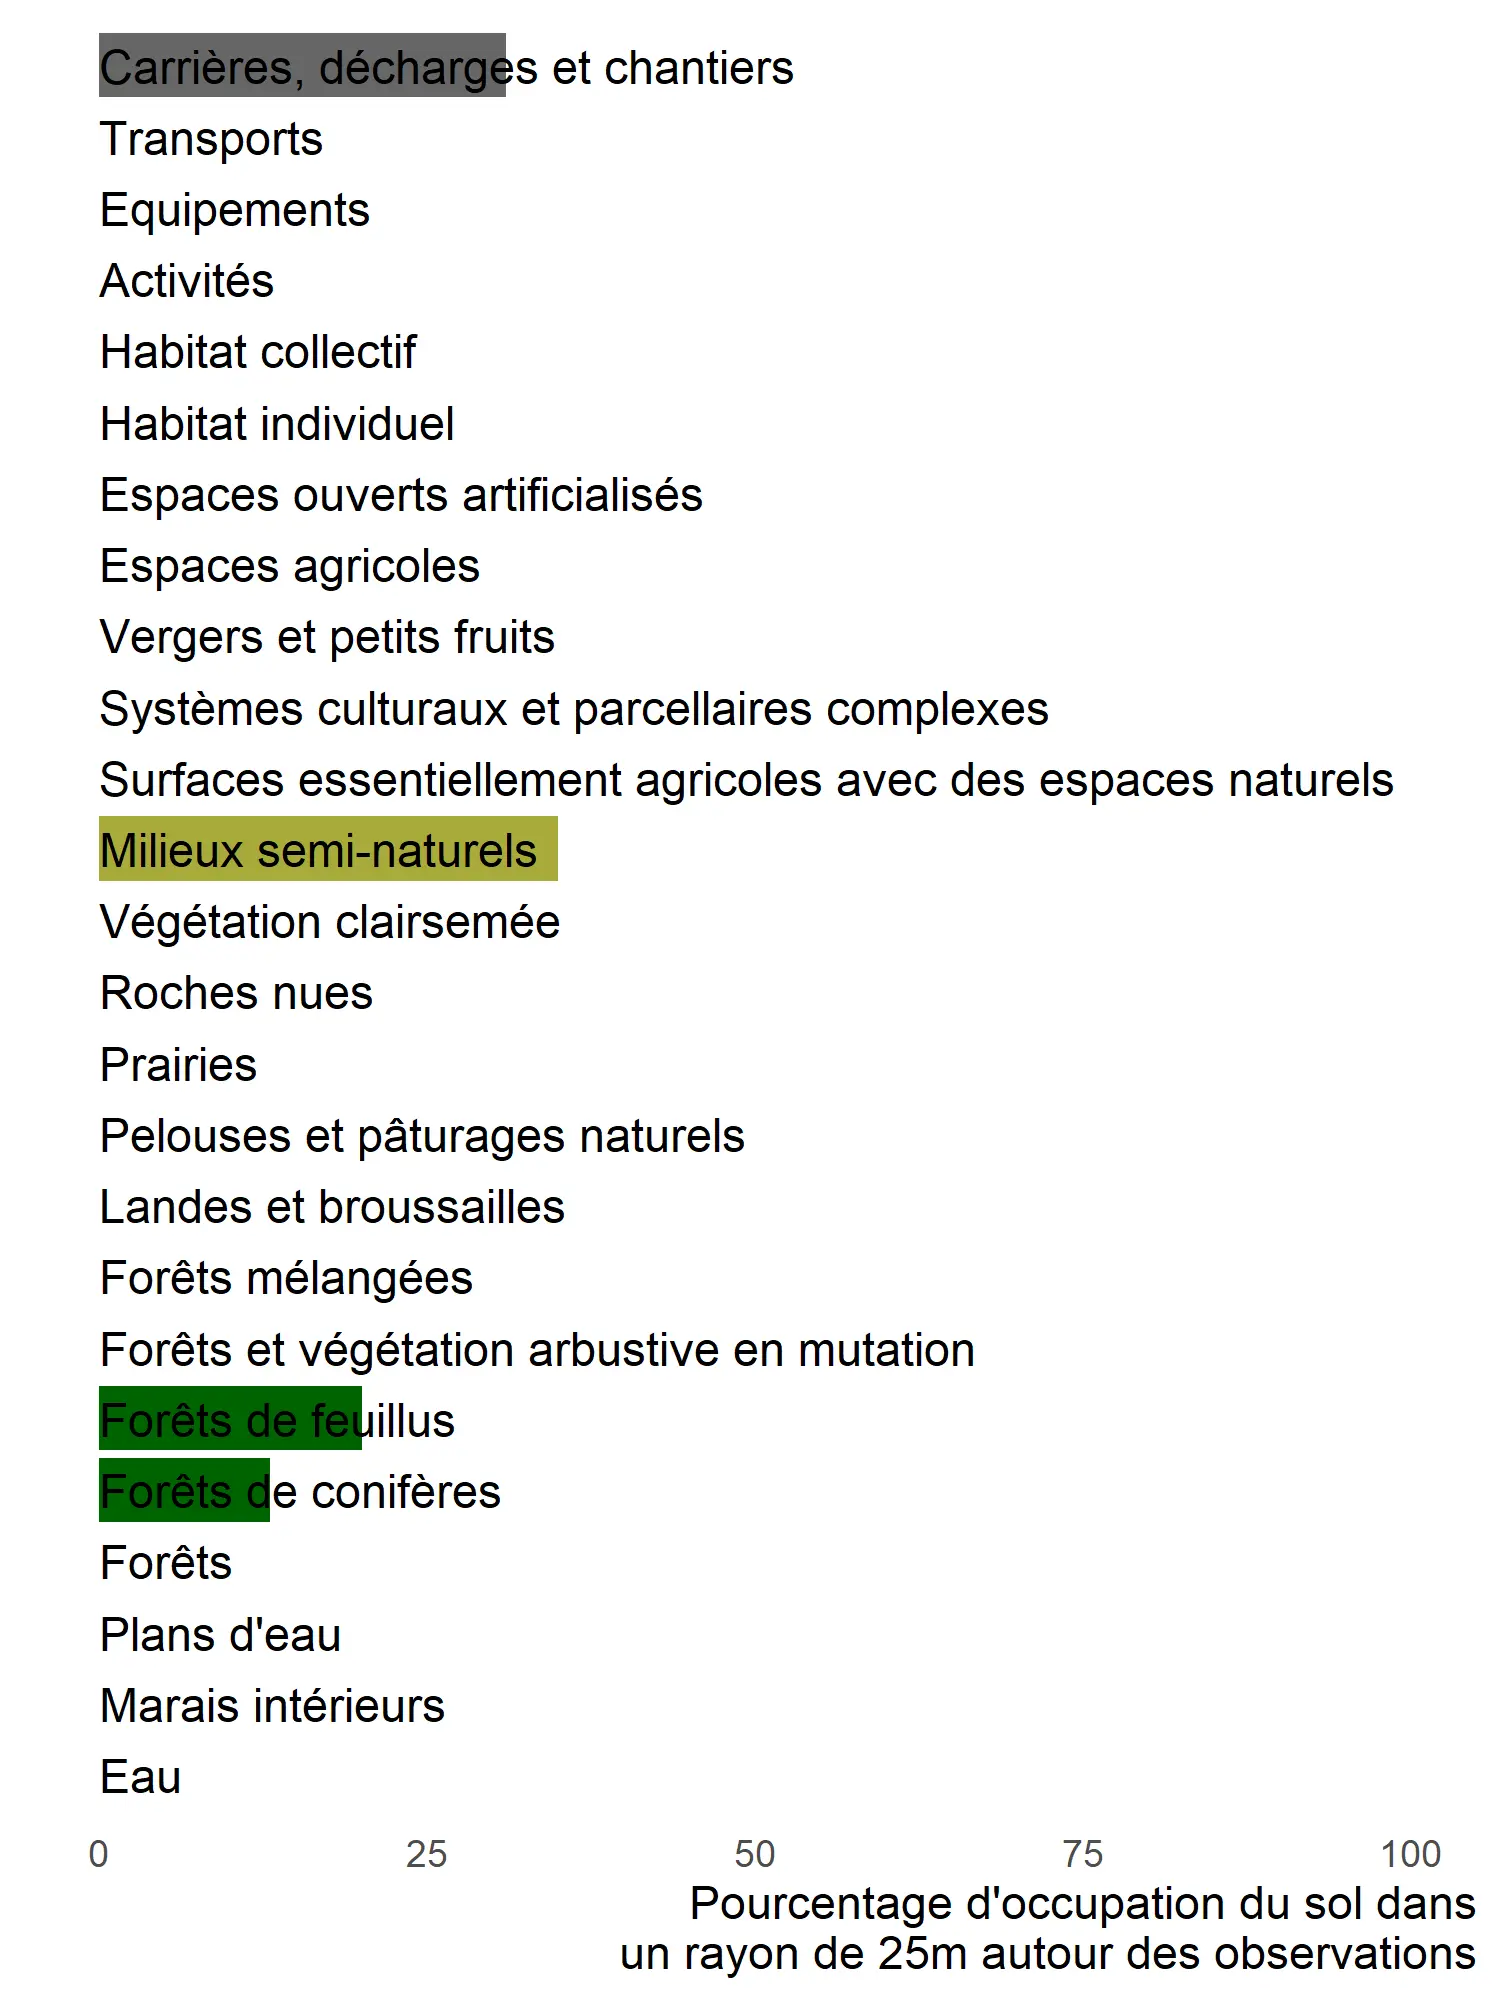 Carrières, décharges et chantiers
Transports
Equipements
Activités
Habitat collectif
Habitat individuel
Espaces ouverts artificialisés
Espaces agricoles
Vergers et petits fruits
Systèmes culturaux et parcellaires complexes
Surfaces essentiellement agricoles avec des espaces naturels
Milieux semi-naturels
Végétation clairsemée
Roches nues
Prairies
Pelouses et pâturages naturels
Landes et broussailles
Forêts mélangées
Forêts et végétation arbustive en mutation
Forêts de feuillus
Forêts de conifères
Forêts
Plans d'eau
Marais intérieurs
Eau
0 25 50 75 100
Pourcentage d'occupation du sol dans
un rayon de 25m autour des observations